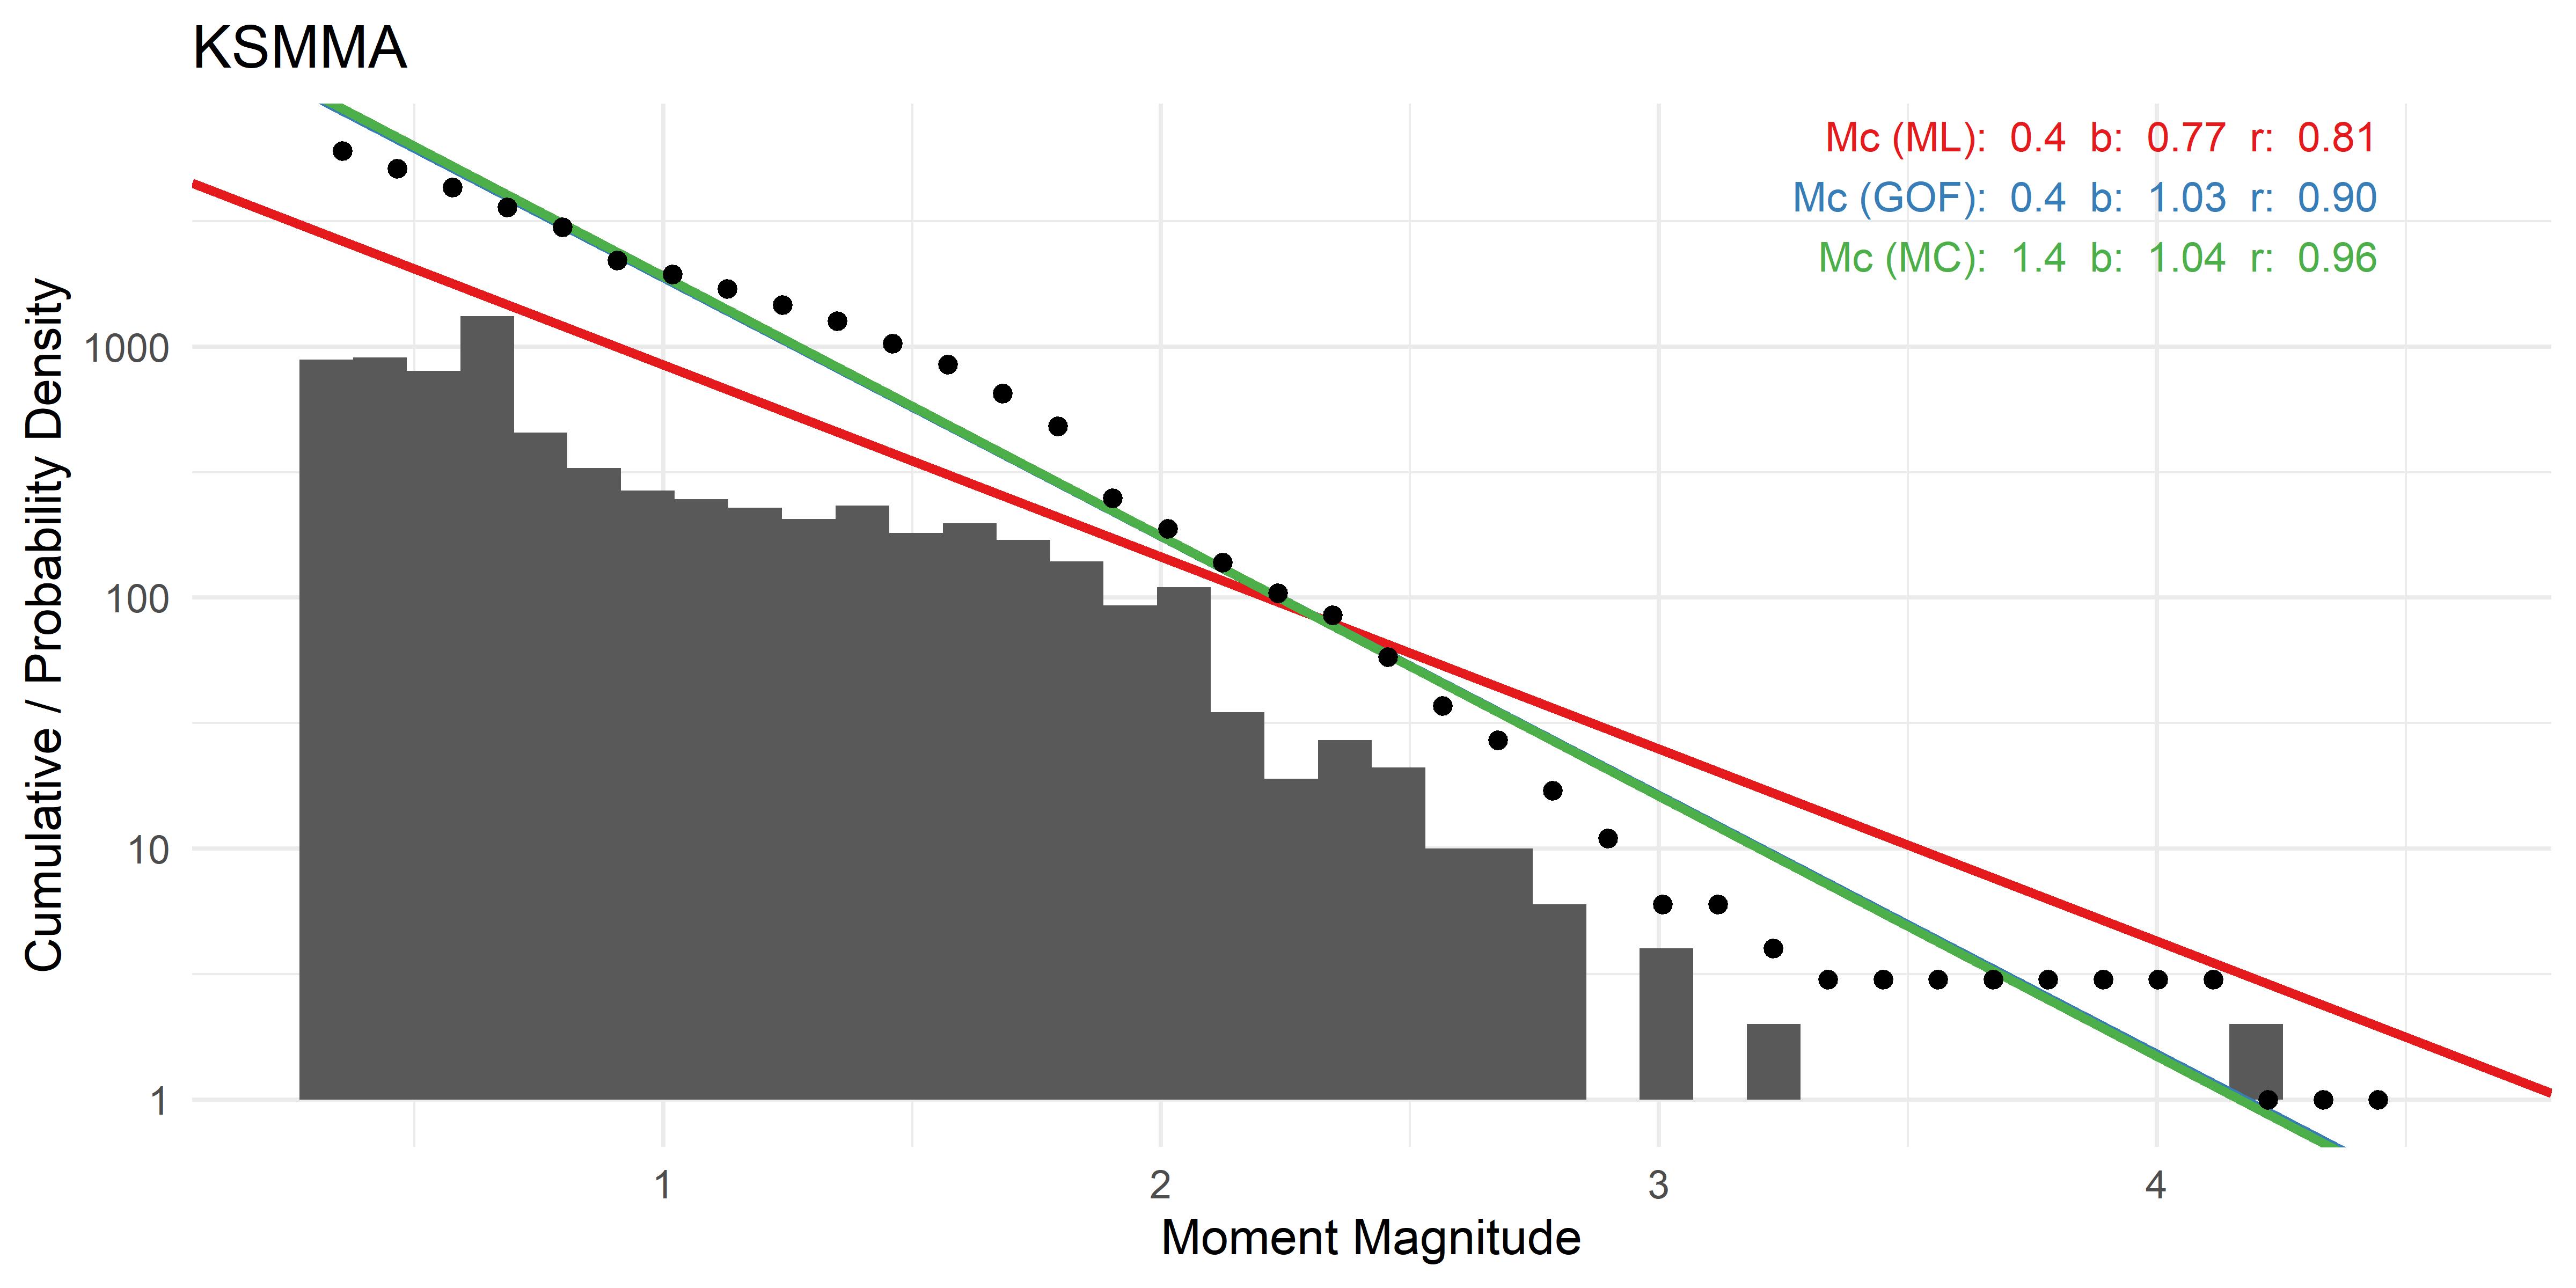 KSMMA
Mc (ML): 0.4 b: 0.77 r: 0.81
Mc (GOF): 0.4 b: 1.03 r: 0.90
Mc (MC): 1.4 b: 1.04 r: 0.96
Cumulative / Probability Density
1000
100
10
1
1 2 3 4
Moment Magnitude